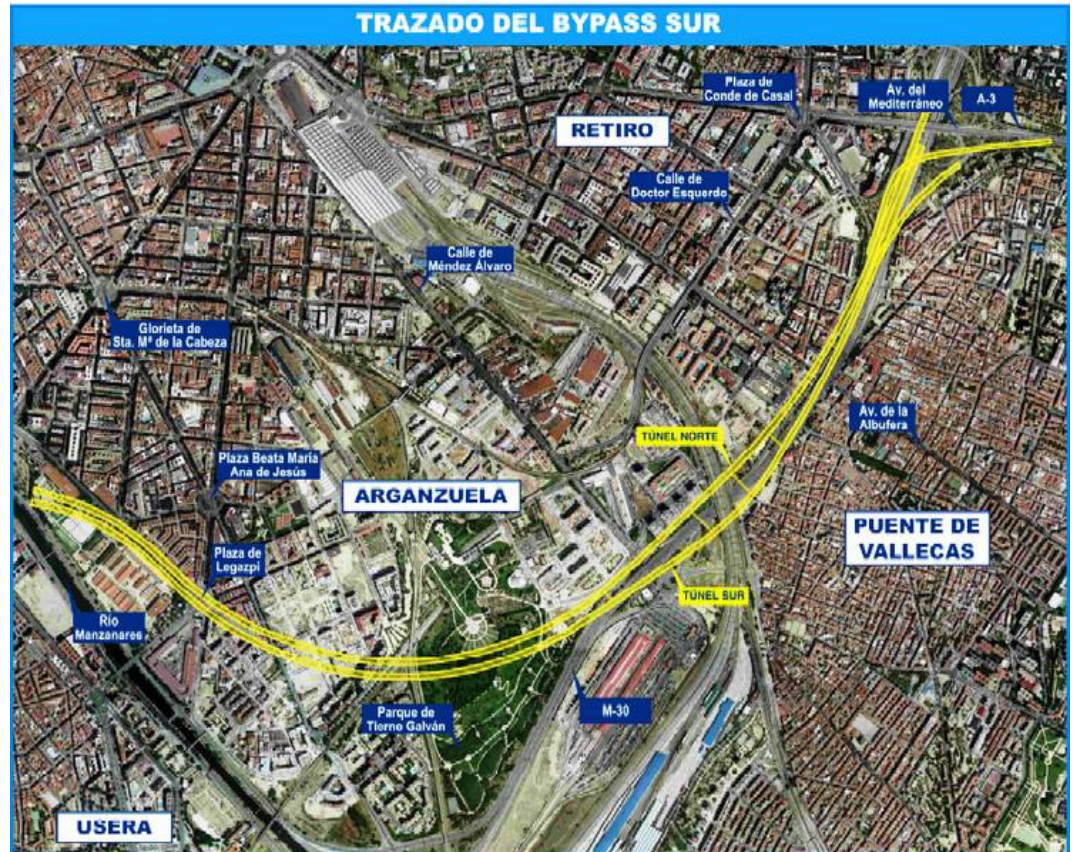 TRAZADO DEL BYPASS SUR
Plaza de
Conde de Casal
Av. del
Mediterráneo
A-3
RETIRO
Calle de
Doctor Esquerdo
Calle de
Méndez Álvaro
Glorieta de
Sta. Mª de la Cabeza
Av. de la
Albufera
TÚNEL NORTE
Plaza Beata María
Ana de Jesús
ARGANZUELA
PUENTE DE
VALLECAS
Plaza de
Legazpi
TÚNEL SUR
Río
Manzanares
Parque de
Tierno Galván
M-30
USERA